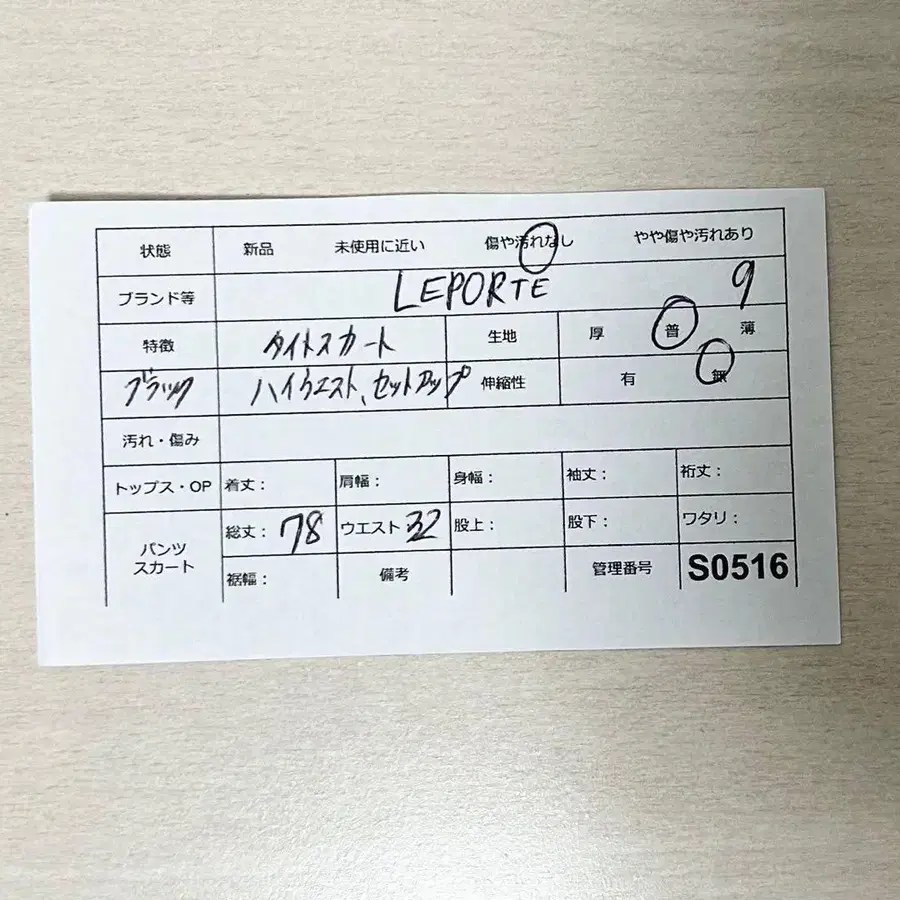 状態 新品 未使用に近い 傷や汚れなし やや傷や汚れあり
ブランド等 LEPORTE 9
特徴 タイトスカート 生地 厚 普 薄
ブラック ハイウエスト、セットアップ 伸縮性 有 無
汚れ・傷み
トップス・OP 着丈: 肩幅: 身幅: 袖丈: 裄丈:
パンツ
スカート
総丈: 78 ウエスト 32 股上: 股下: ワタリ:
裾幅: 備考 管理番号 S0516